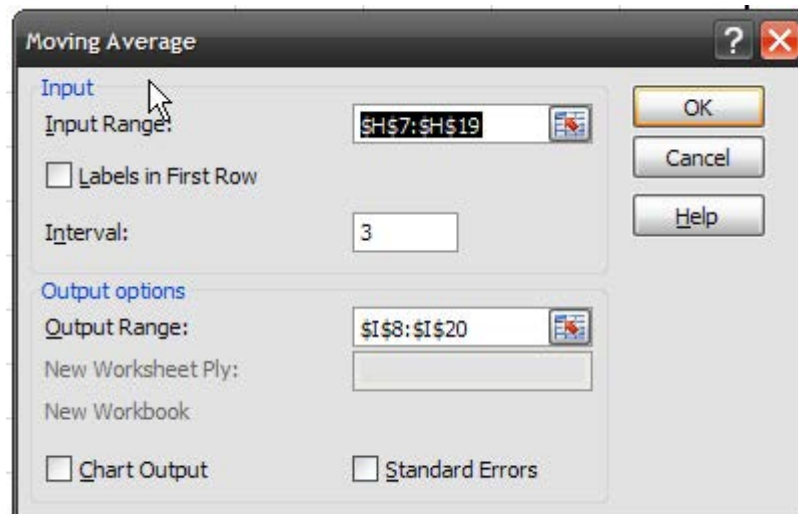 Moving Average
Input
Input Range: $H$7:$H$19
Labels in First Row
Interval: 3
Output options
Output Range: $I$8:$I$20
New Worksheet Ply:
New Workbook
Chart Output Standard Errors
? X
OK
Cancel
Help